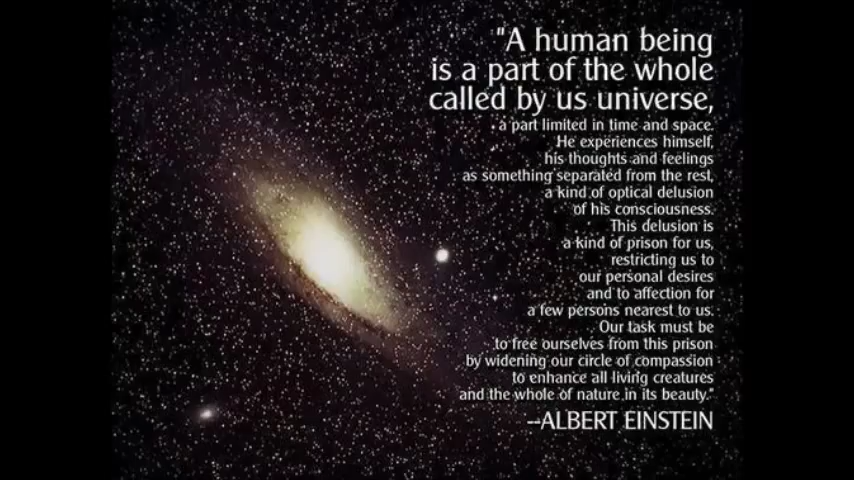 "A human being
is a part of the whole
called by us universe,
a part limited in time and space.
He experiences himself,
his thoughts and feelings
as something separated from the rest,
a kind of optical delusion
of his consciousness.
This delusion is
a kind of prison for us,
restricting us to
our personal desires
and to affection for
a few persons nearest to us.
Our task must be
to free ourselves from this prison
by widening our circle of compassion
to enhance all living creatures
and the whole of nature in its beauty."
--ALBERT EINSTEIN